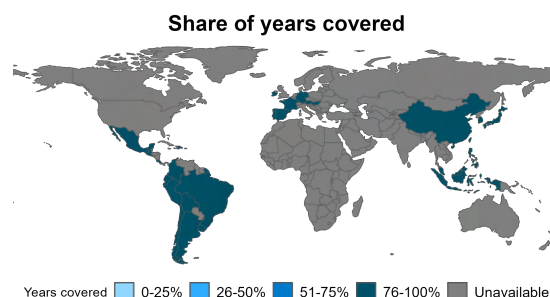 Share of years covered
Years covered 0-25% 26-50% 51-75% 76-100% Unavailable